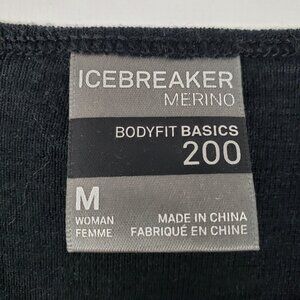 ICEBREAKER
MERINO
BODYFIT BASICS
200
M
WOMAN
FEMME
MADE IN CHINA
FABRIQUÉ EN CHINE